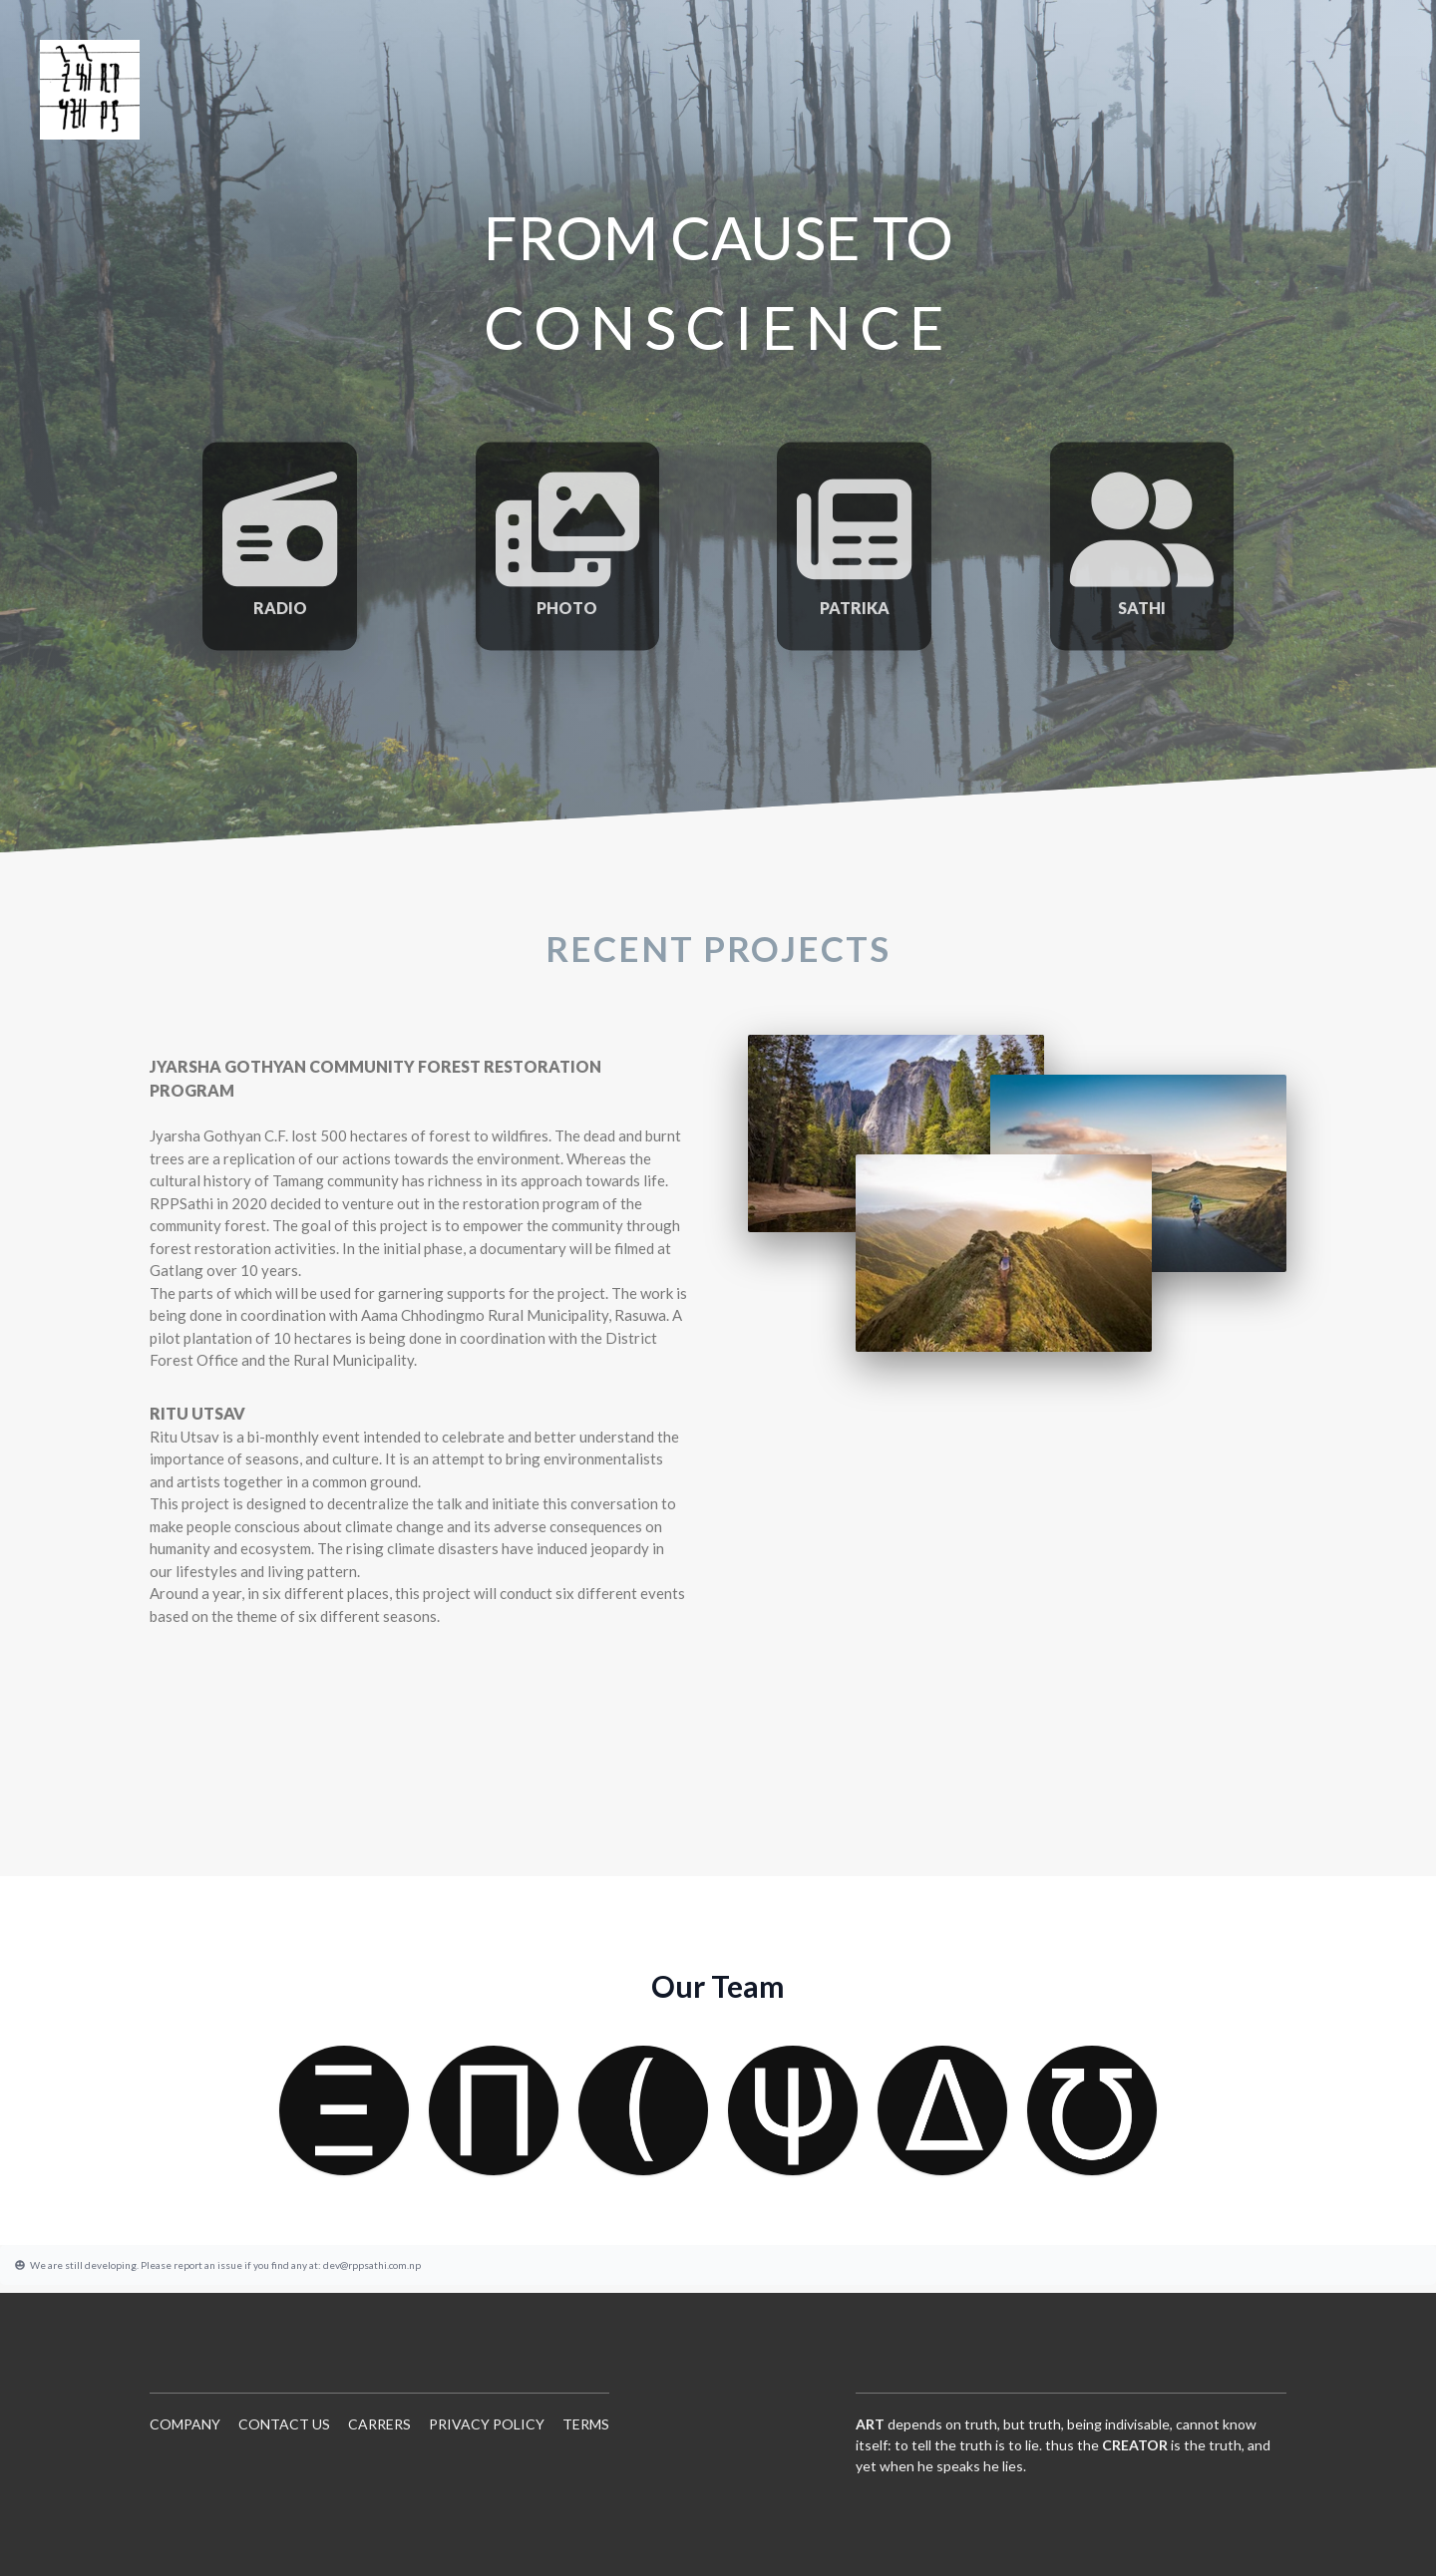 RP
PS
FROM CAUSE TO
CONSCIENCE
RADIO
PHOTO
PATRIKA
SATHI
RECENT PROJECTS
JYARSHA GOTHYAN COMMUNITY FOREST RESTORATION
PROGRAM
Jyarsha Gothyan C.F. lost 500 hectares of forest to wildfires. The dead and burnt
trees are a replication of our actions towards the environment. Whereas the
cultural history of Tamang community has richness in its approach towards life.
RPPSathi in 2020 decided to venture out in the restoration program of the
community forest. The goal of this project is to empower the community through
forest restoration activities. In the initial phase, a documentary will be filmed at
Gatlang over 10 years.
The parts of which will be used for garnering supports for the project. The work is
being done in coordination with Aama Chhodingmo Rural Municipality, Rasuwa. A
pilot plantation of 10 hectares is being done in coordination with the District
Forest Office and the Rural Municipality.
RITU UTSAV
Ritu Utsav is a bi-monthly event intended to celebrate and better understand the
importance of seasons, and culture. It is an attempt to bring environmentalists
and artists together in a common ground.
This project is designed to decentralize the talk and initiate this conversation to
make people conscious about climate change and its adverse consequences on
humanity and ecosystem. The rising climate disasters have induced jeopardy in
our lifestyles and living pattern.
Around a year, in six different places, this project will conduct six different events
based on the theme of six different seasons.
Our Team
Ξ Π ( ψ Δ ℧
We are still developing. Please report an issue if you find any at: dev@rppsathi.com.np
COMPANY CONTACT US CARRERS PRIVACY POLICY TERMS
ART depends on truth, but truth, being indivisable, cannot know
itself: to tell the truth is to lie. thus the CREATOR is the truth, and
yet when he speaks he lies.